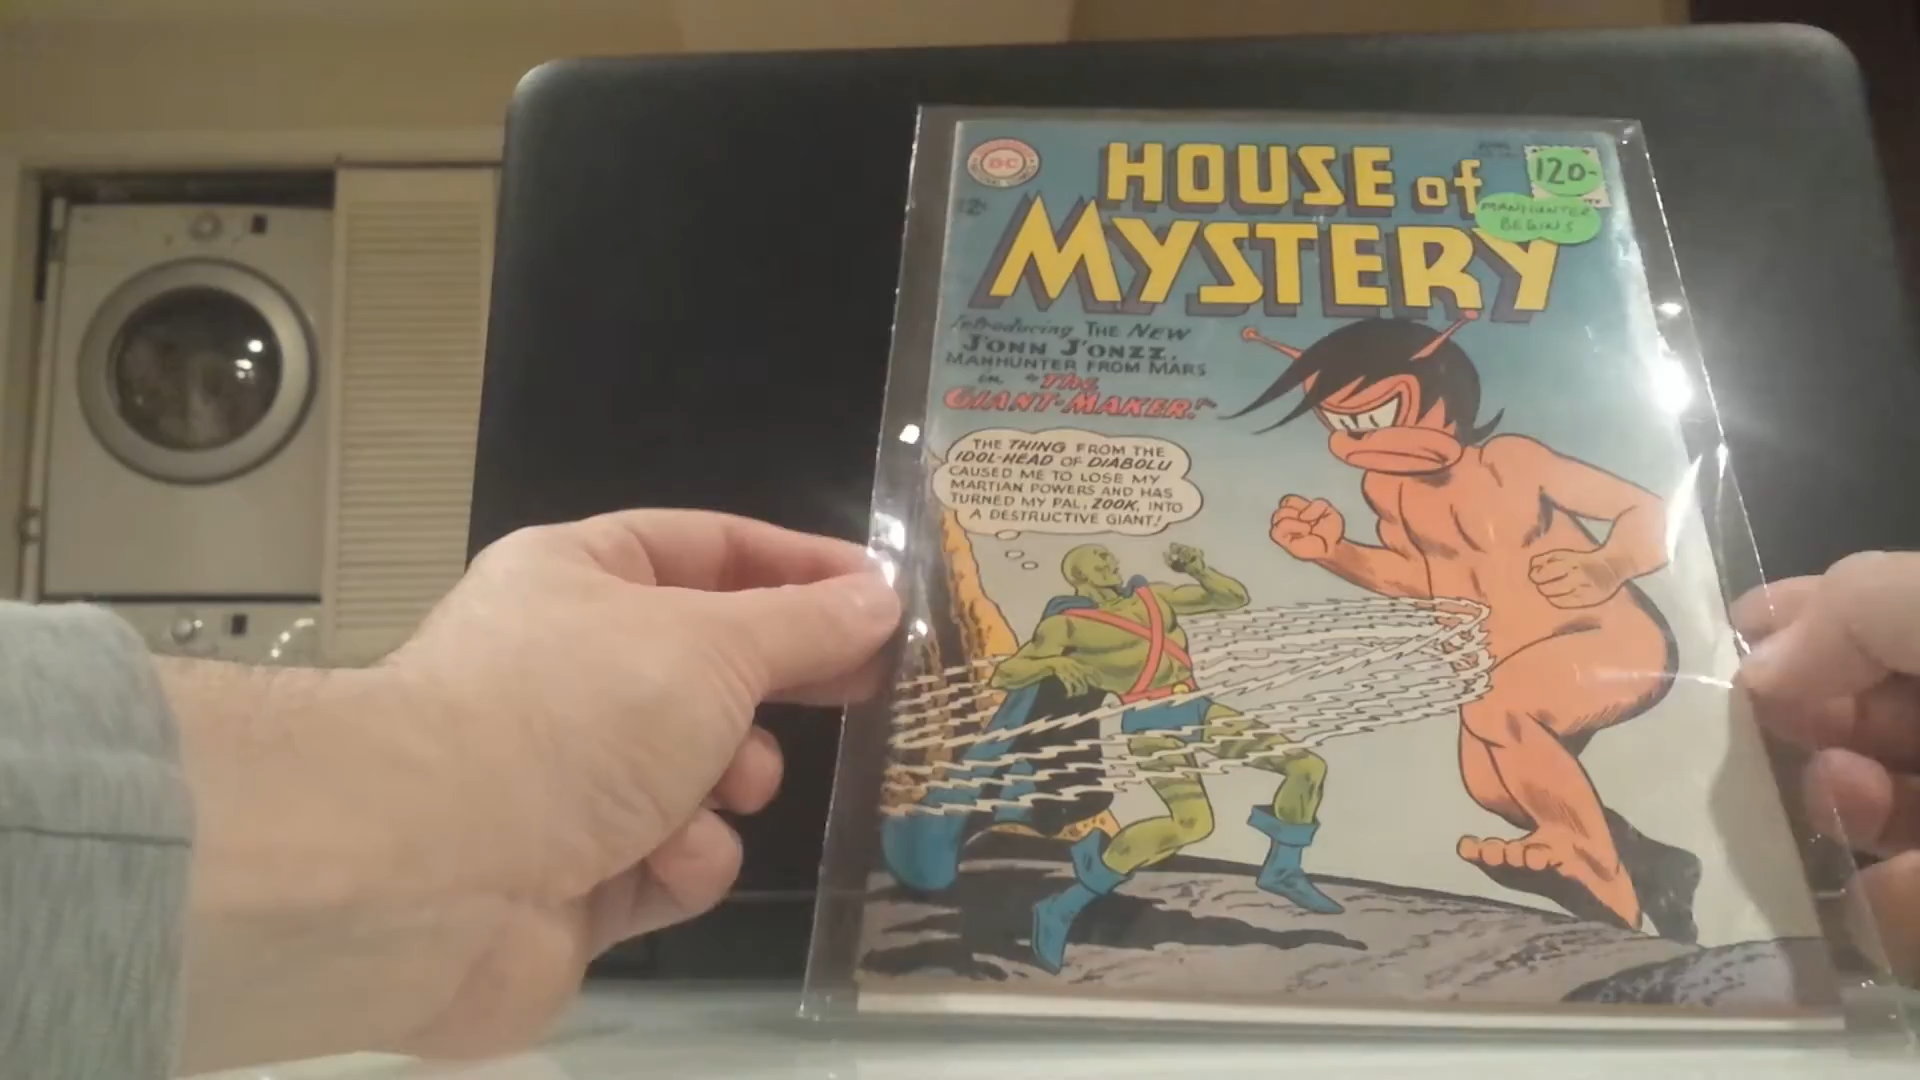 DC
HOUSE of
MYSTERY
120-
MANHUNTER
BEGINS
Introducing THE NEW
J'ONN J'ONZZ,
MANHUNTER FROM MARS
in "The
GIANT-MAKER!"
THE THING FROM THE
IDOL-HEAD OF DIABOLU
CAUSED ME TO LOSE MY
MARTIAN POWERS AND HAS
TURNED MY PAL, ZOOK, INTO
A DESTRUCTIVE GIANT!